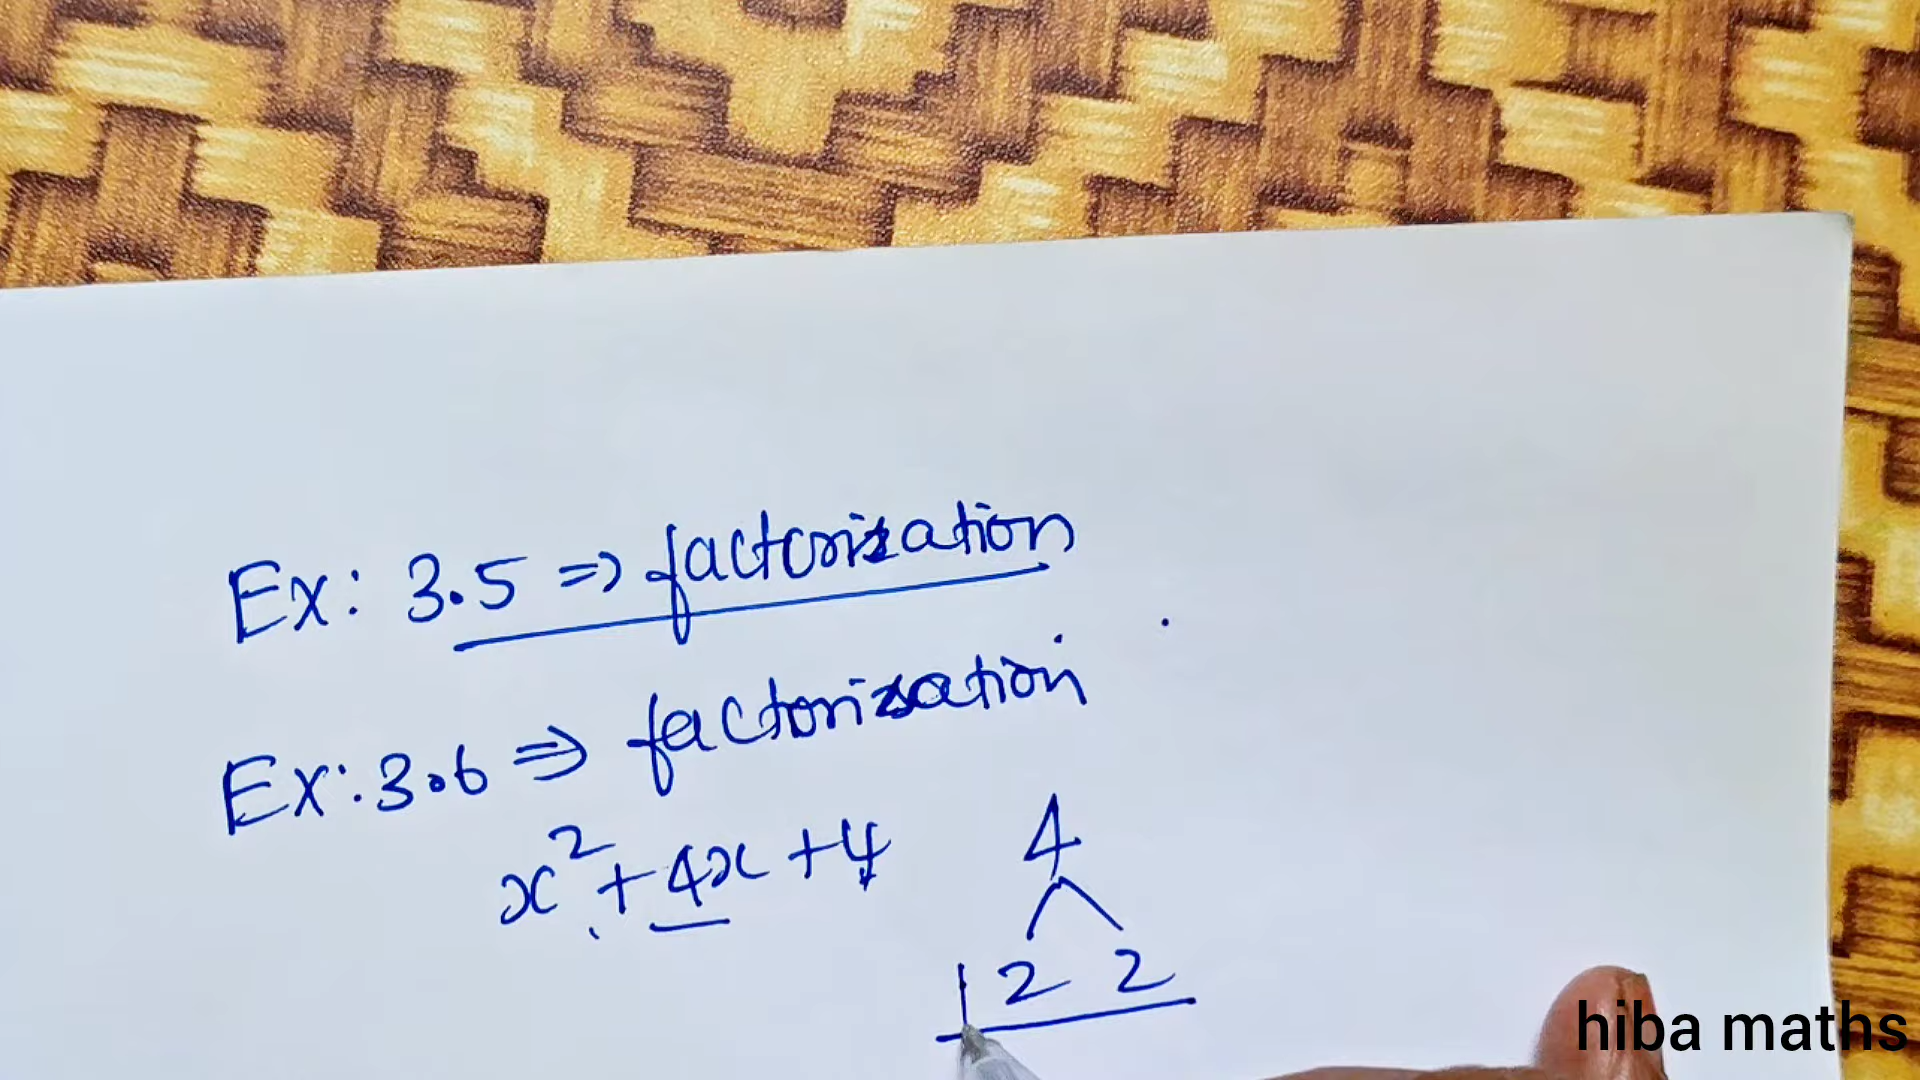 Ex: 3.5 => factorization
Ex: 3.6 => factorization
x² + 4x + 4
4
2 2
hiba maths